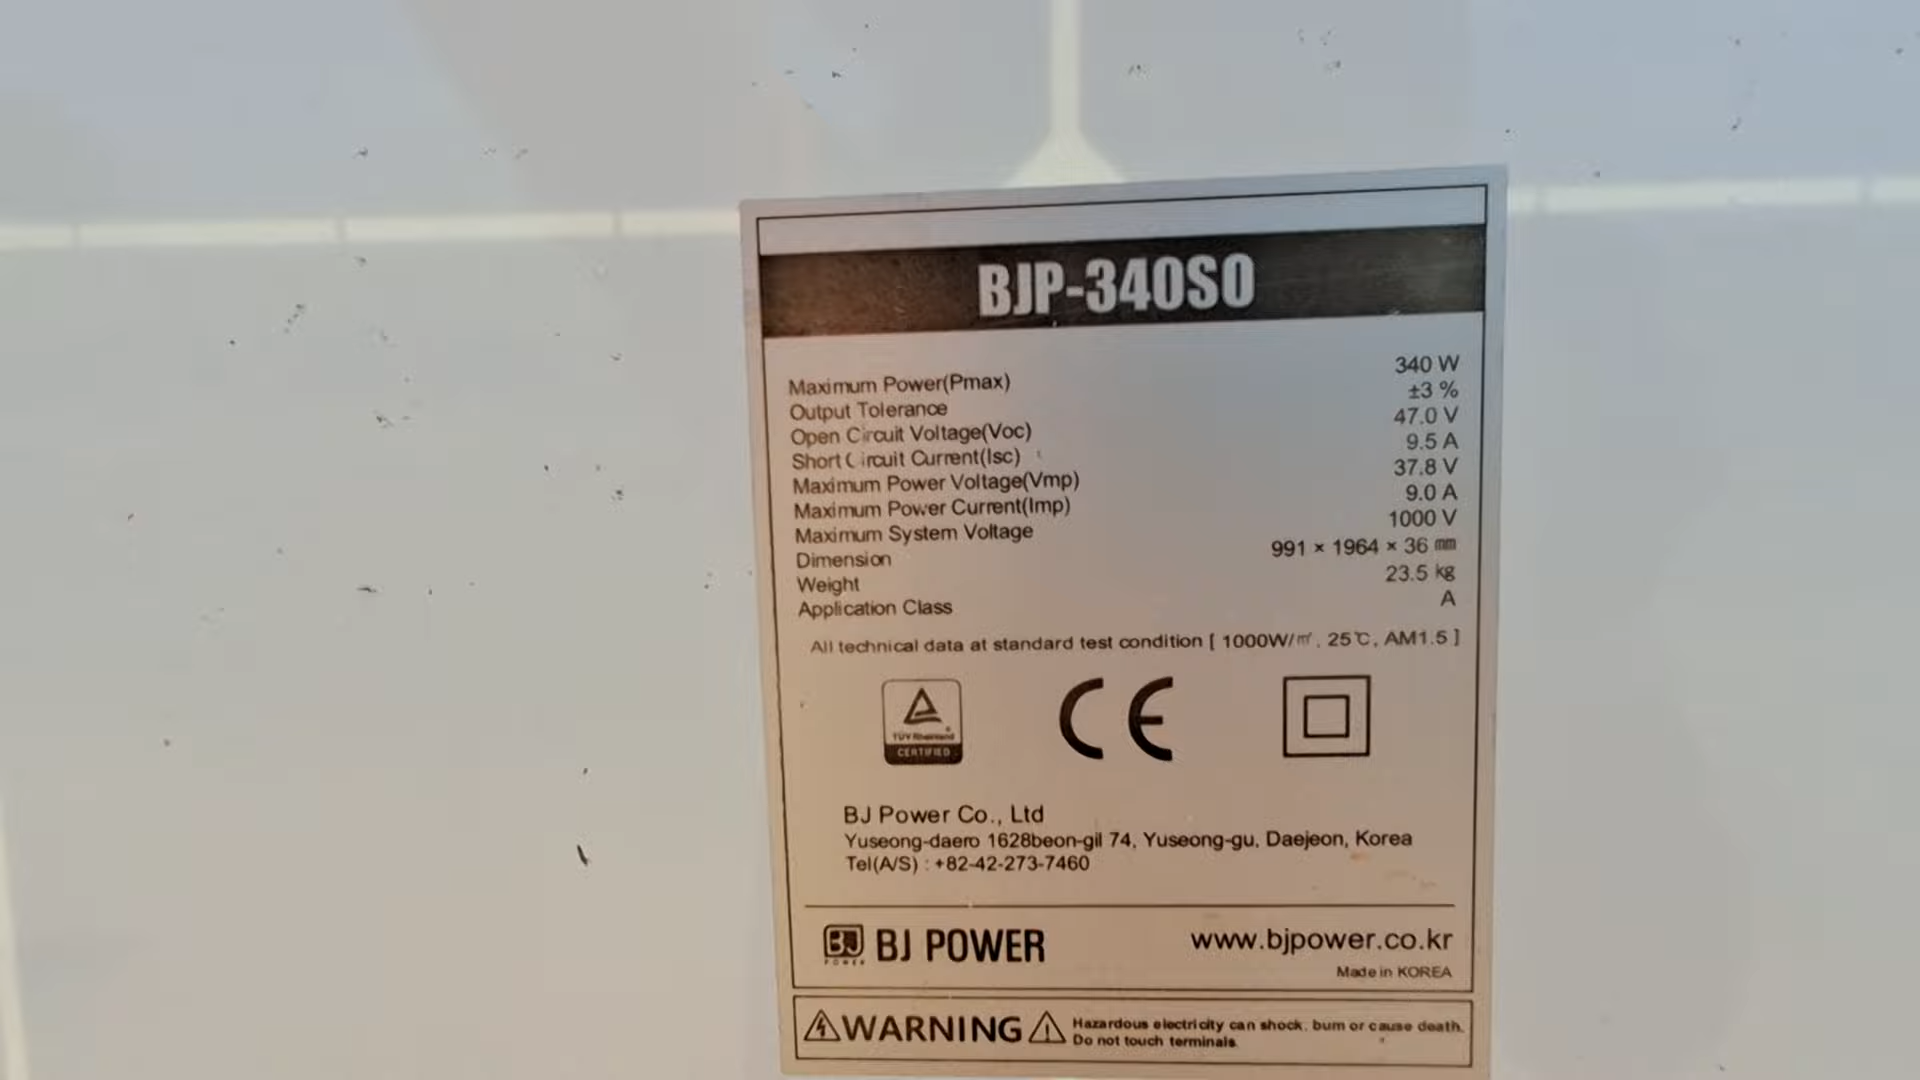 BJP-340SO
Maximum Power(Pmax) 340 W
Output Tolerance ±3 %
Open Circuit Voltage(Voc) 47.0 V
Short Circuit Current(Isc) 9.5 A
Maximum Power Voltage(Vmp) 37.8 V
Maximum Power Current(Imp) 9.0 A
Maximum System Voltage 1000 V
Dimension 991 × 1964 × 36 ㎜
Weight 23.5 ㎏
Application Class A
All technical data at standard test condition [ 1000W/㎡, 25℃, AM1.5 ]
TÜV Rheinland
CERTIFIED
CE
BJ Power Co., Ltd
Yuseong-daero 1628beon-gil 74, Yuseong-gu, Daejeon, Korea
Tel(A/S) : +82-42-273-7460
BJ POWER
BJ POWER
www.bjpower.co.kr
Made in KOREA
WARNING
Hazardous electricity can shock, burn or cause death.
Do not touch terminals